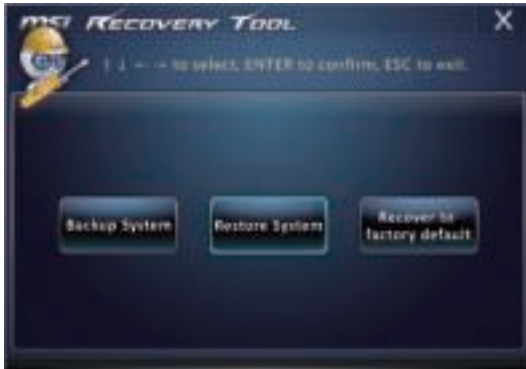 msi RECOVERY TOOL X
↑ ↓ ← → to select, ENTER to confirm, ESC to exit.
Backup System
Restore System
Recover to
factory default